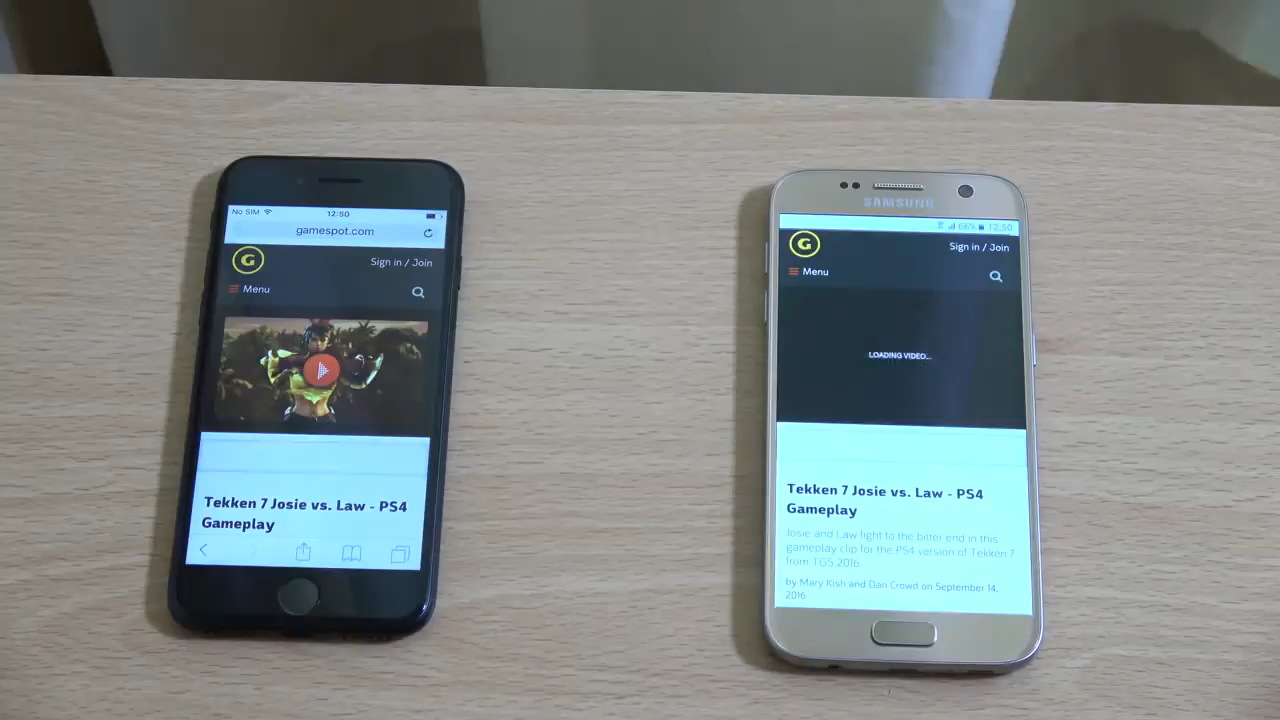 No SIM 12:50
gamespot.com
G
Sign in / Join
Menu
Tekken 7 Josie vs. Law - PS4
Gameplay
SAMSUNG
66% 12:50
G
Sign in / Join
Menu
LOADING VIDEO...
Tekken 7 Josie vs. Law - PS4
Gameplay
Josie and Law fight to the bitter end in this
gameplay clip for the PS4 version of Tekken 7
from TGS 2016
by Mary Kish and Dan Crowd on September 14,
2016